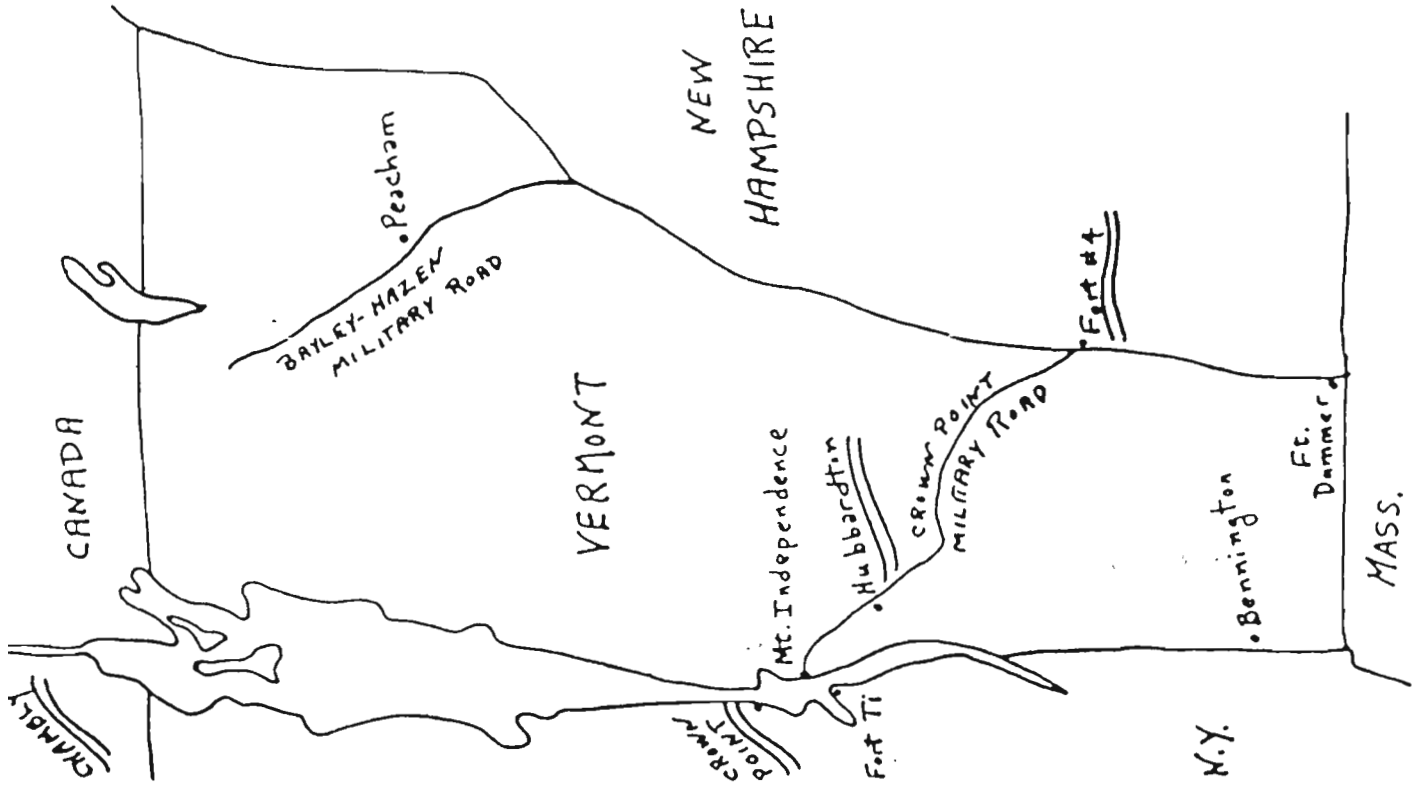 CANADA
CHAMBLY
Peacham
BAYLEY-HAZEN
MILITARY ROAD
NEW
HAMPSHIRE
VERMONT
CROWN
POINT
Mt. Independence
Fort Ti
Hubbardton
CROWN POINT
MILITARY ROAD
Fort #4
Bennington
Ft.
Dummer
N.Y.
MASS.